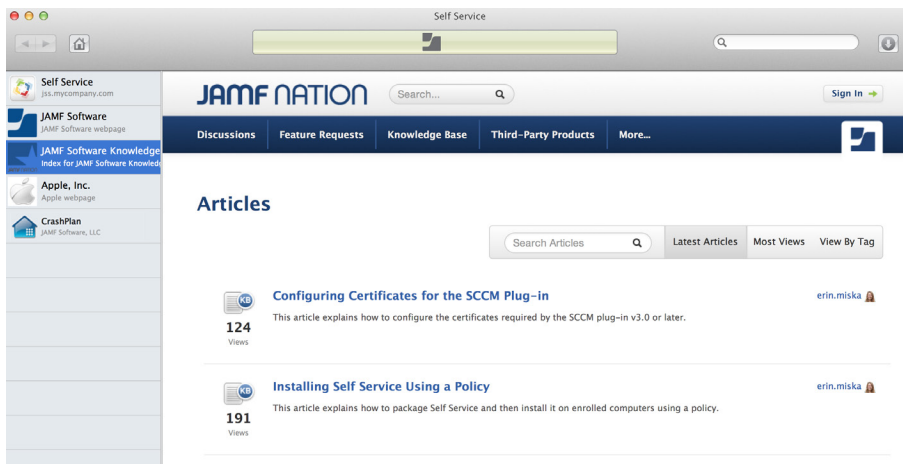 Self Service
Self Service
jss.mycompany.com
JAMF Software
JAMF Software webpage
JAMF Software Knowledge
Index for JAMF Software Knowled
Apple, Inc.
Apple webpage
CrashPlan
JAMF Software, LLC
JAMF NATION
Search...
Sign In
Discussions
Feature Requests
Knowledge Base
Third-Party Products
More...
Articles
Search Articles
Latest Articles
Most Views
View By Tag
KB
Configuring Certificates for the SCCM Plug-in
erin.miska
This article explains how to configure the certificates required by the SCCM plug-in v3.0 or later.
124
Views
KB
Installing Self Service Using a Policy
erin.miska
This article explains how to package Self Service and then install it on enrolled computers using a policy.
191
Views